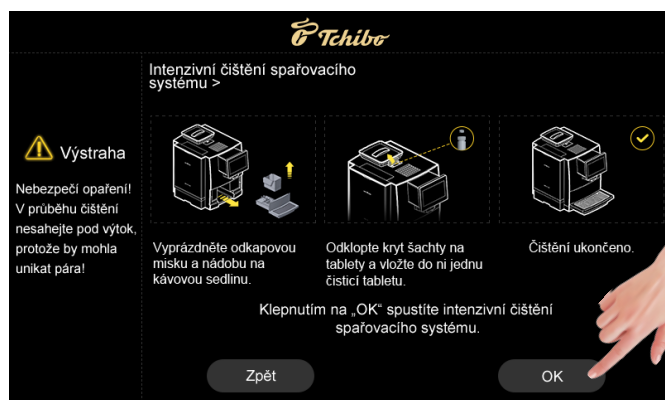 Tchibo
Intenzivní čištění spařovacího
systému >
Výstraha
Nebezpečí opaření!
V průběhu čištění
nesahejte pod výtok,
protože by mohla
unikat pára!
Vyprázdněte odkapovou
misku a nádobu na
kávovou sedlinu.
Odklopte kryt šachty na
tablety a vložte do ní jednu
čisticí tabletu.
Čištění ukončeno.
Klepnutím na „OK“ spustíte intenzivní čištění
spařovacího systému.
Zpět
OK